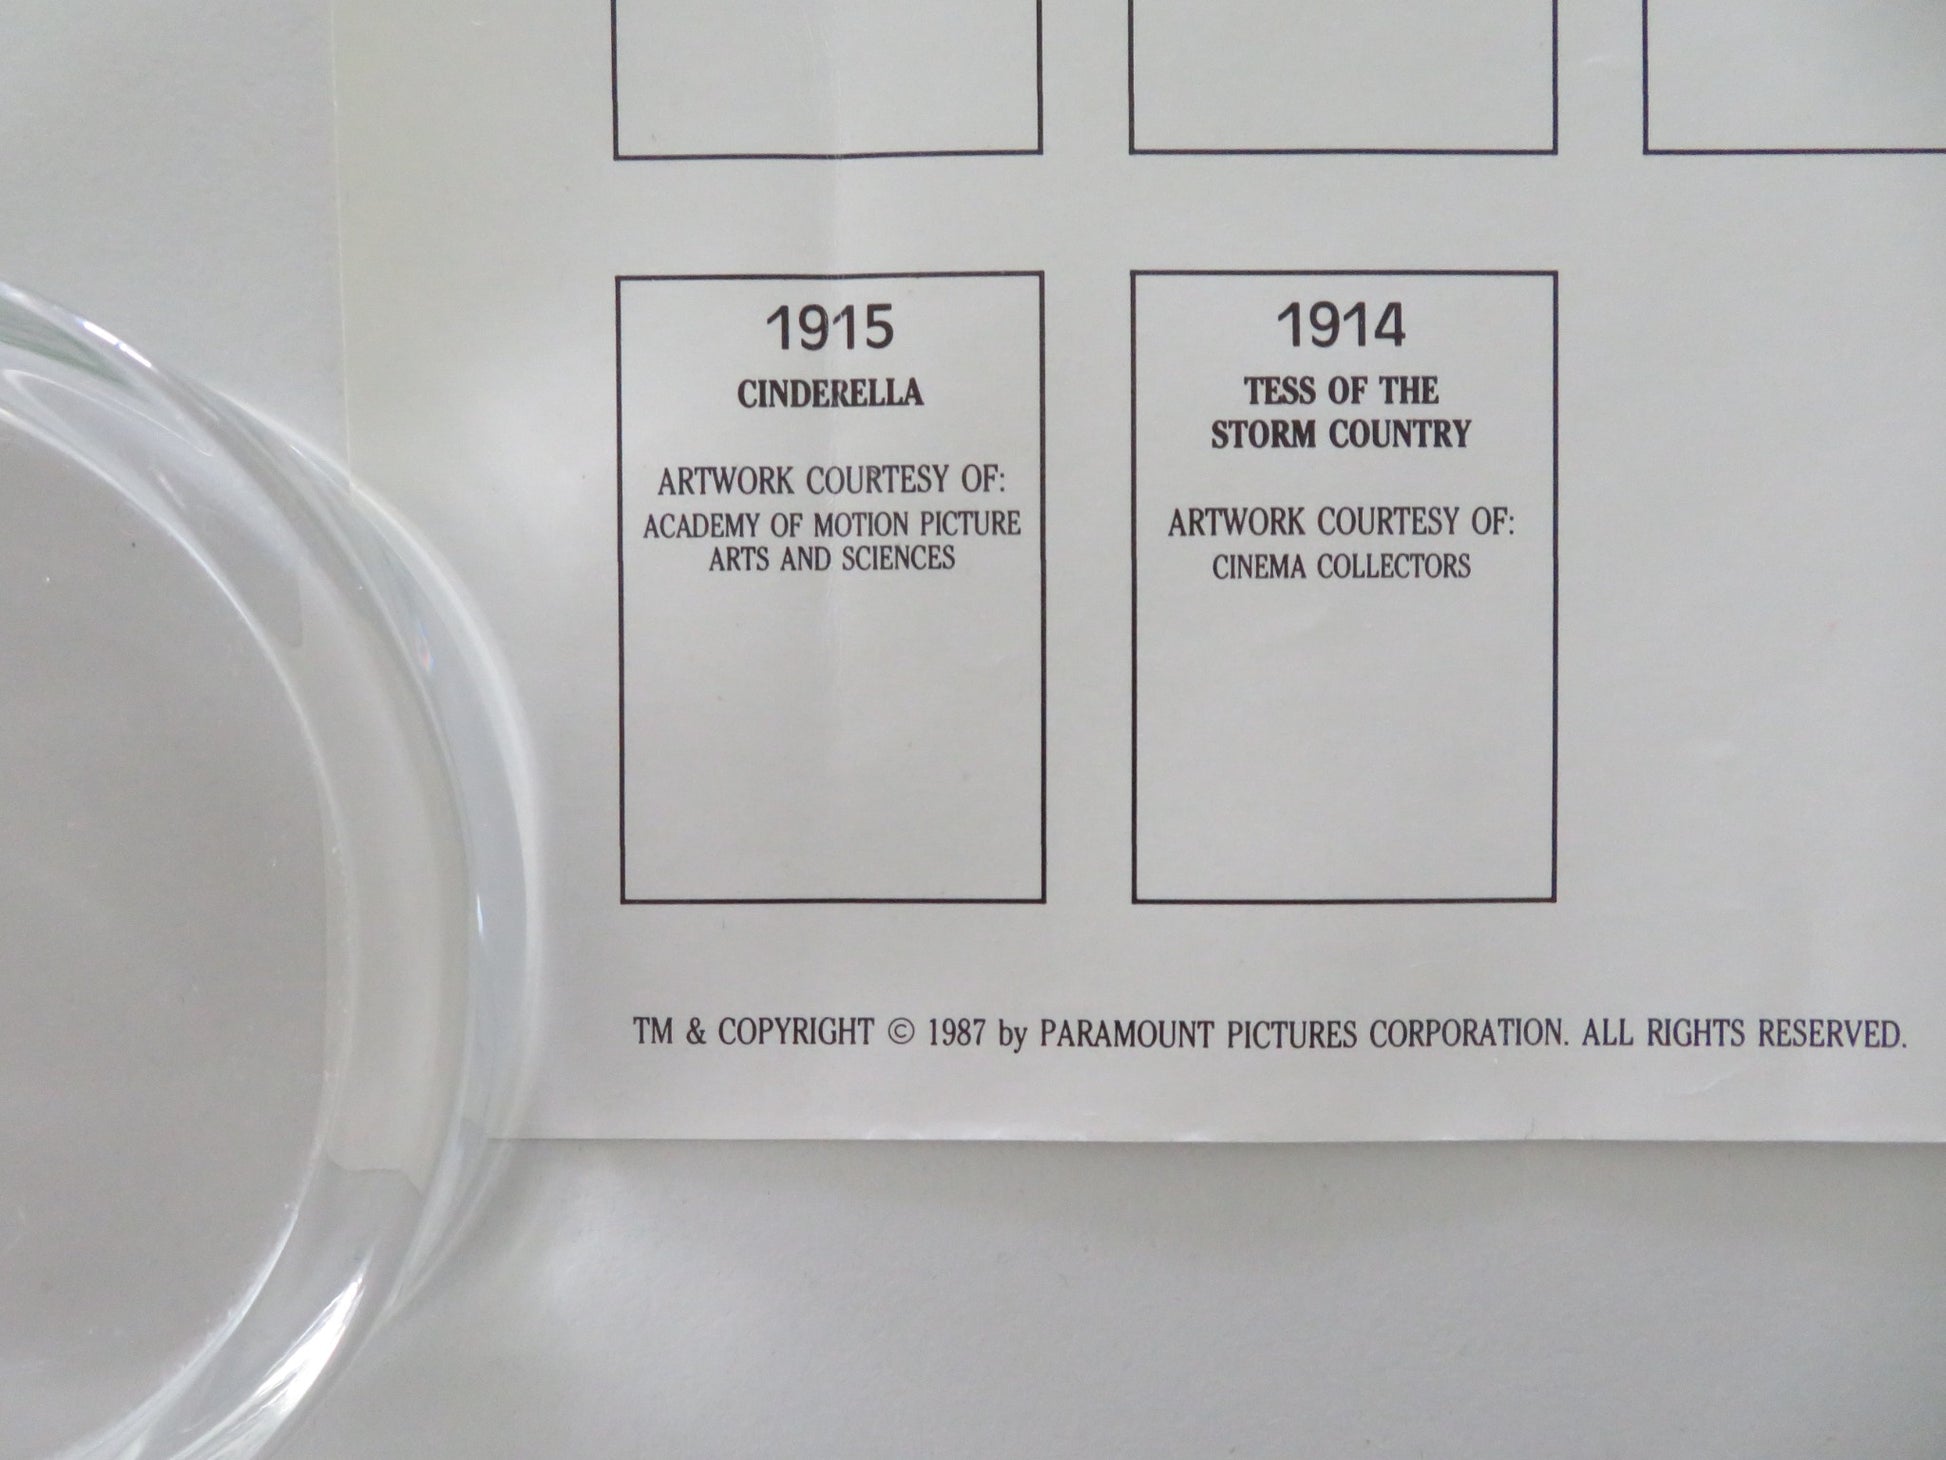 1915
CINDERELLA
ARTWORK COURTESY OF:
ACADEMY OF MOTION PICTURE
ARTS AND SCIENCES
1914
TESS OF THE
STORM COUNTRY
ARTWORK COURTESY OF:
CINEMA COLLECTORS
TM & COPYRIGHT © 1987 by PARAMOUNT PICTURES CORPORATION. ALL RIGHTS RESERVED.